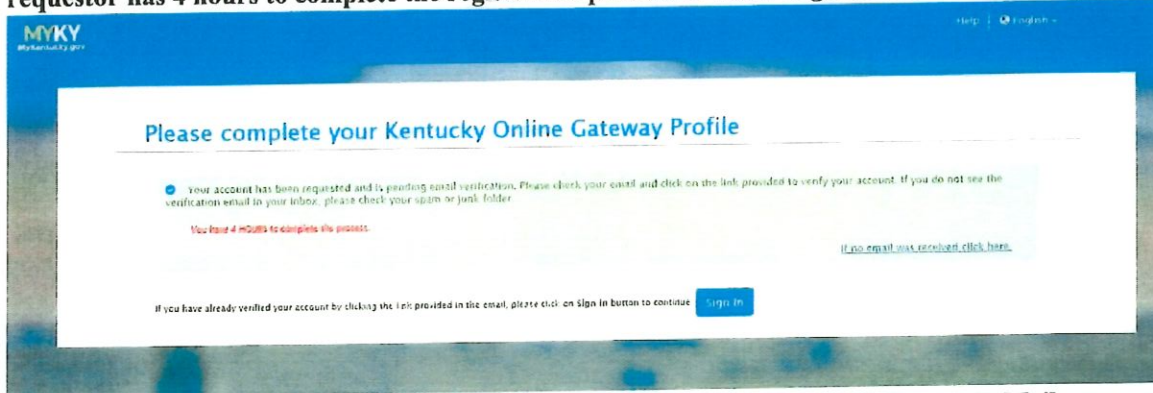 requestor has 4 hours to complete the
MYKY
MyKentucky.gov
Help | English
Please complete your Kentucky Online Gateway Profile
Your account has been requested and is pending email verification. Please check your email and click on the link provided to verify your account. If you do not see the
verification email in your inbox, please check your spam or junk folder.
You have 4 HOURS to complete the process.
If no email was received click here.
If you have already verified your account by clicking the link provided in the email, please click on Sign In button to continue Sign In